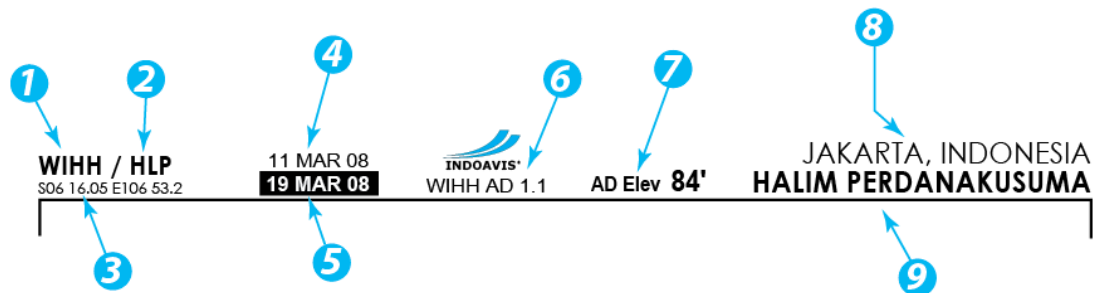 1 2 4 6 7 8
WIHH / HLP
S06 16.05 E106 53.2
11 MAR 08
19 MAR 08
INDOAVIS
WIHH AD 1.1
AD Elev 84'
JAKARTA, INDONESIA
HALIM PERDANAKUSUMA
3 5 9